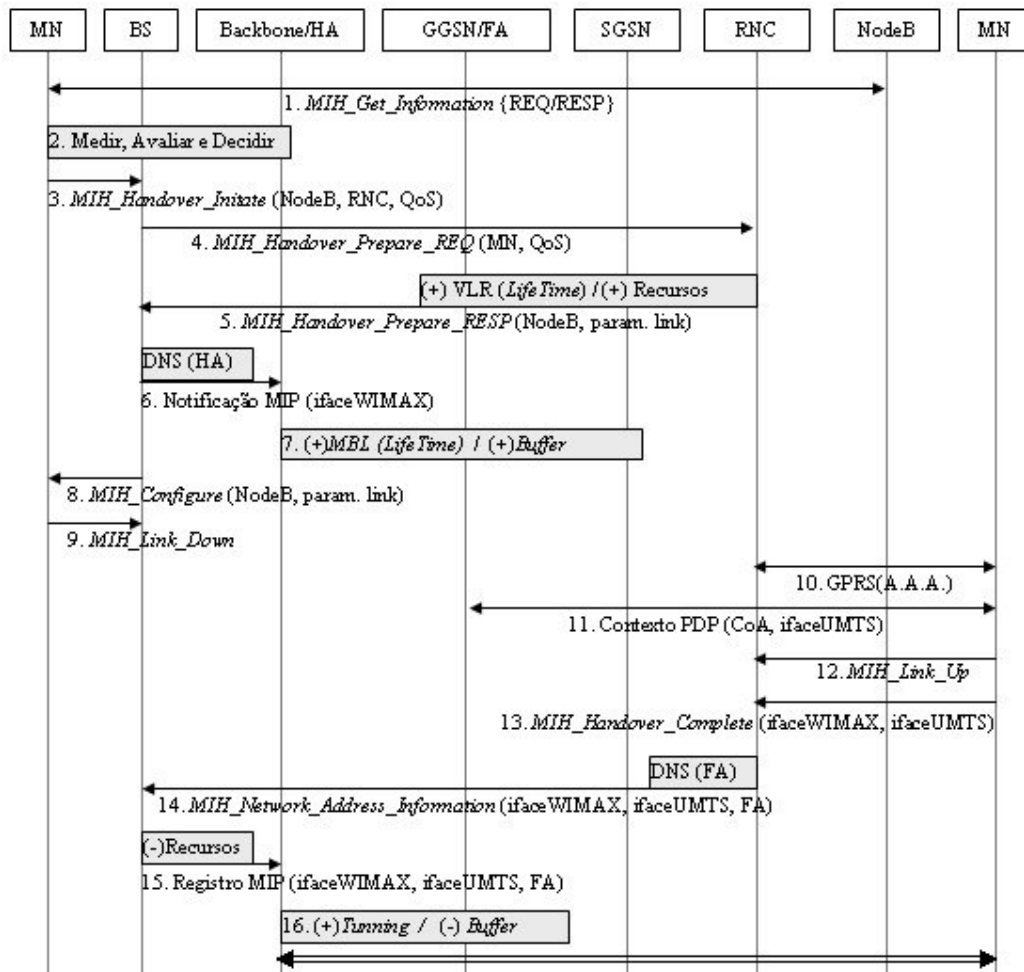 MN BS Backbone/HA GGSN/FA SGSN RNC NodeB MN
1. MIH_Get_Information {REQ/RESP}
2. Medir, Avaliar e Decidir
3. MIH_Handover_Initate (NodeB, RNC, QoS)
4. MIH_Handover_Prepare_REQ (MN, QoS)
(+) VLR (LifeTime) /(+) Recursos
5. MIH_Handover_Prepare_RESP (NodeB, param. link)
DNS (HA)
6. Notificação MIP (ifaceWIMAX)
7. (+)MBL (LifeTime) / (+)Buffer
8. MIH_Configure (NodeB, param. link)
9. MIH_Link_Down
10. GPRS(A.A.A.)
11. Contexto PDP (CoA, ifaceUMTS)
12. MIH_Link_Up
13. MIH_Handover_Complete (ifaceWIMAX, ifaceUMTS)
DNS (FA)
14. MIH_Network_Address_Information (ifaceWIMAX, ifaceUMTS, FA)
(-)Recursos
15. Registro MIP (ifaceWIMAX, ifaceUMTS, FA)
16. (+)Tunning / (-) Buffer